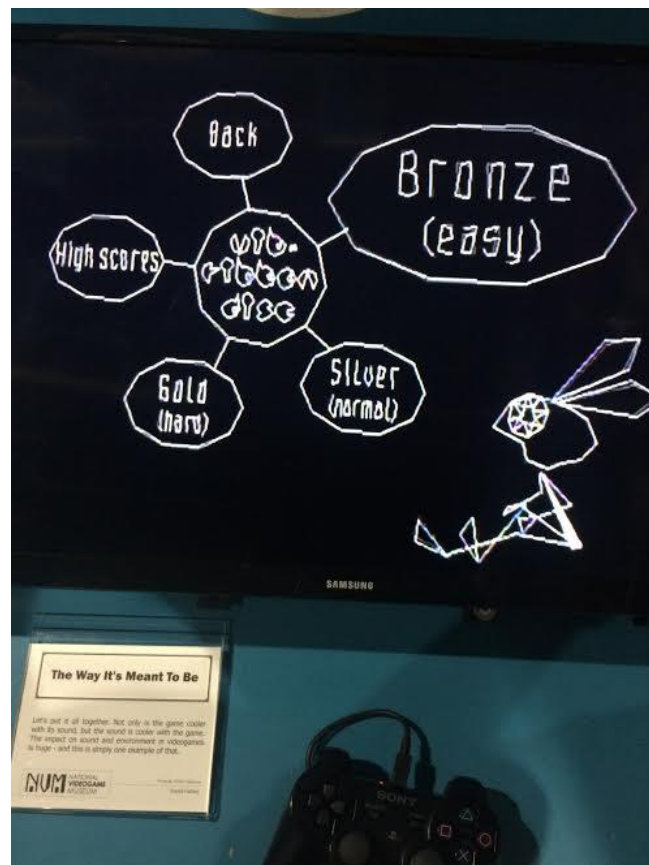 Back
Bronze
(easy)
High scores
vib-
ribbon
disc
Silver
(normal)
Gold
(hard)
SAMSUNG
The Way It's Meant To Be
Let's put it all together. Not only is the game cooler
with its sound, but the sound is cooler with the game.
The impact on sound and environment in videogames
is huge - and this is simply one example of that.
NVM NATIONAL
VIDEOGAME
MUSEUM
SONY